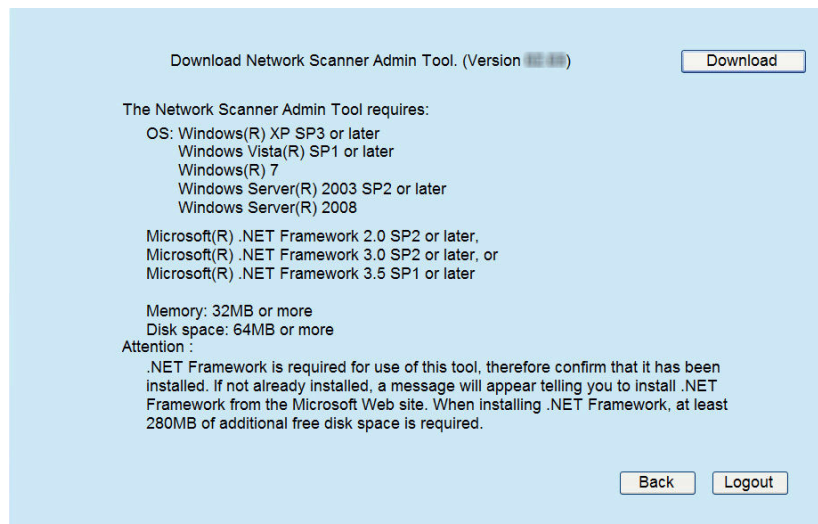 Download Network Scanner Admin Tool. (Version )
Download
The Network Scanner Admin Tool requires:
OS: Windows(R) XP SP3 or later
Windows Vista(R) SP1 or later
Windows(R) 7
Windows Server(R) 2003 SP2 or later
Windows Server(R) 2008
Microsoft(R) .NET Framework 2.0 SP2 or later,
Microsoft(R) .NET Framework 3.0 SP2 or later, or
Microsoft(R) .NET Framework 3.5 SP1 or later
Memory: 32MB or more
Disk space: 64MB or more
Attention :
.NET Framework is required for use of this tool, therefore confirm that it has been
installed. If not already installed, a message will appear telling you to install .NET
Framework from the Microsoft Web site. When installing .NET Framework, at least
280MB of additional free disk space is required.
Back
Logout